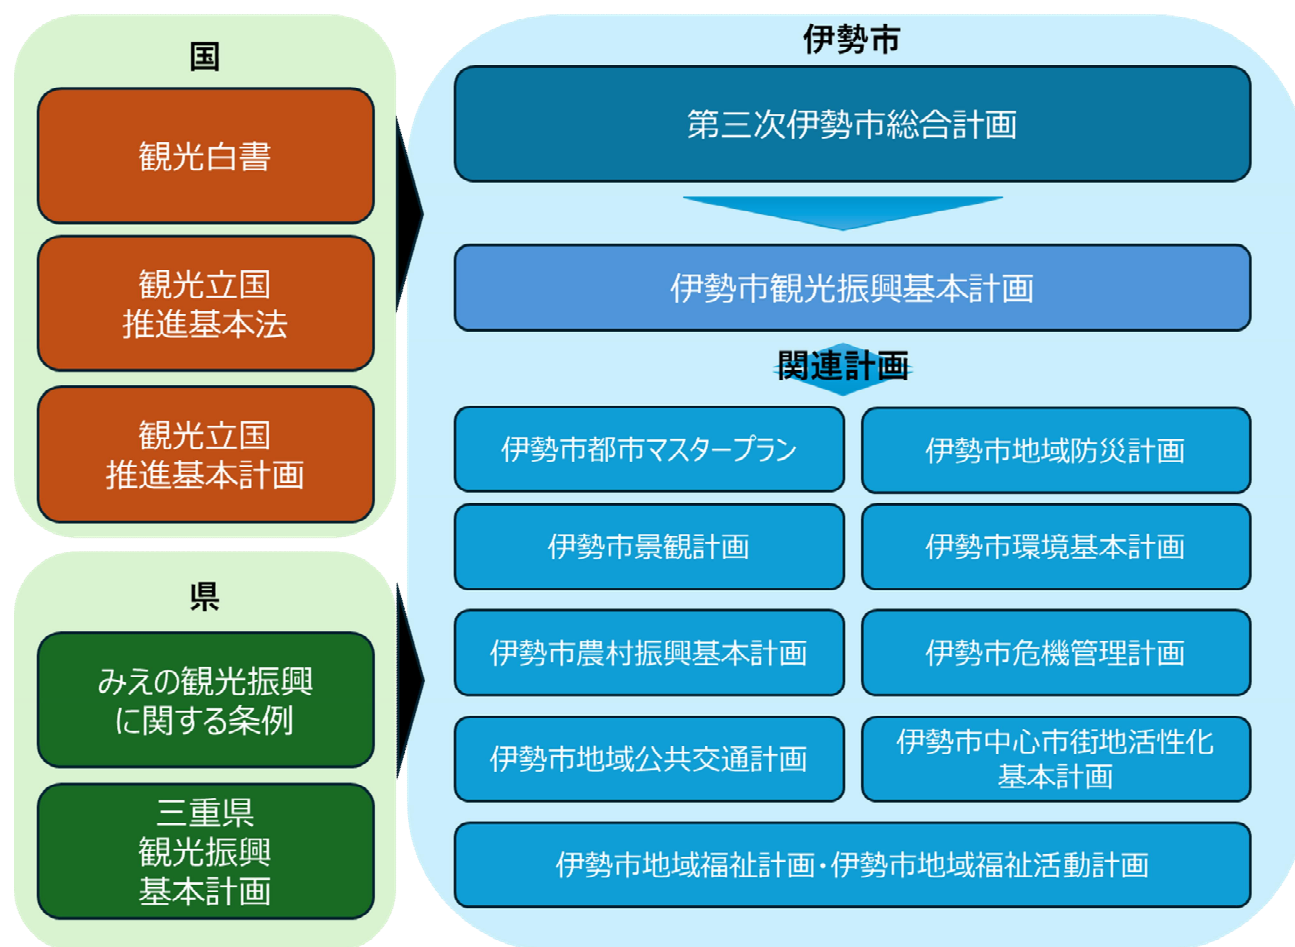 国
観光白書
観光立国
推進基本法
観光立国
推進基本計画
県
みえの観光振興
に関する条例
三重県
観光振興
基本計画
伊勢市
第三次伊勢市総合計画
伊勢市観光振興基本計画
関連計画
伊勢市都市マスタープラン
伊勢市地域防災計画
伊勢市景観計画
伊勢市環境基本計画
伊勢市農村振興基本計画
伊勢市危機管理計画
伊勢市地域公共交通計画
伊勢市中心市街地活性化
基本計画
伊勢市地域福祉計画・伊勢市地域福祉活動計画